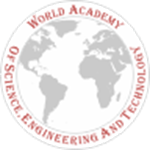 WORLD ACADEMY
OF SCIENCE, ENGINEERING AND TECHNOLOGY